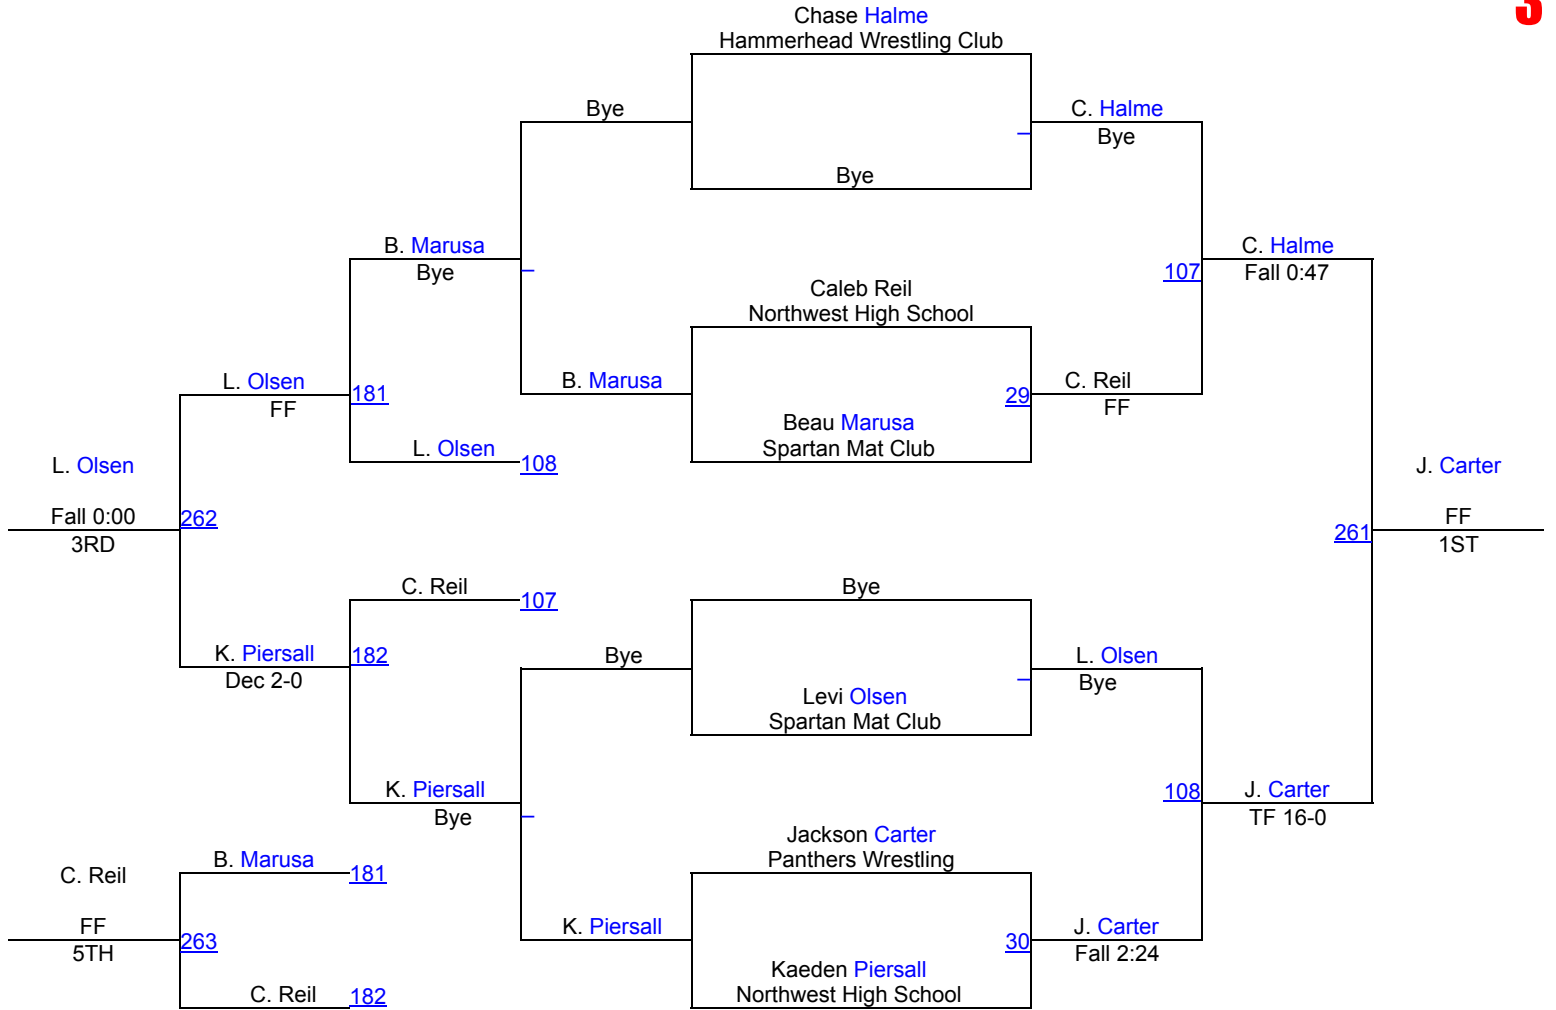 3
Chase Halme
Hammerhead Wrestling Club
Bye
C. Halme
Bye
Bye
B. Marusa
Bye
C. Halme
107
Fall 0:47
Caleb Reil
Northwest High School
L. Olsen
181
FF
B. Marusa
29
C. Reil
FF
Beau Marusa
Spartan Mat Club
L. Olsen
108
L. Olsen
J. Carter
Fall 0:00
262
3RD
FF
261
1ST
C. Reil
107
Bye
K. Piersall
182
Dec 2-0
Bye
L. Olsen
Bye
Levi Olsen
Spartan Mat Club
K. Piersall
Bye
108
J. Carter
TF 16-0
Jackson Carter
Panthers Wrestling
C. Reil
B. Marusa
181
FF
263
5TH
K. Piersall
30
J. Carter
Fall 2:24
Kaeden Piersall
Northwest High School
C. Reil
182